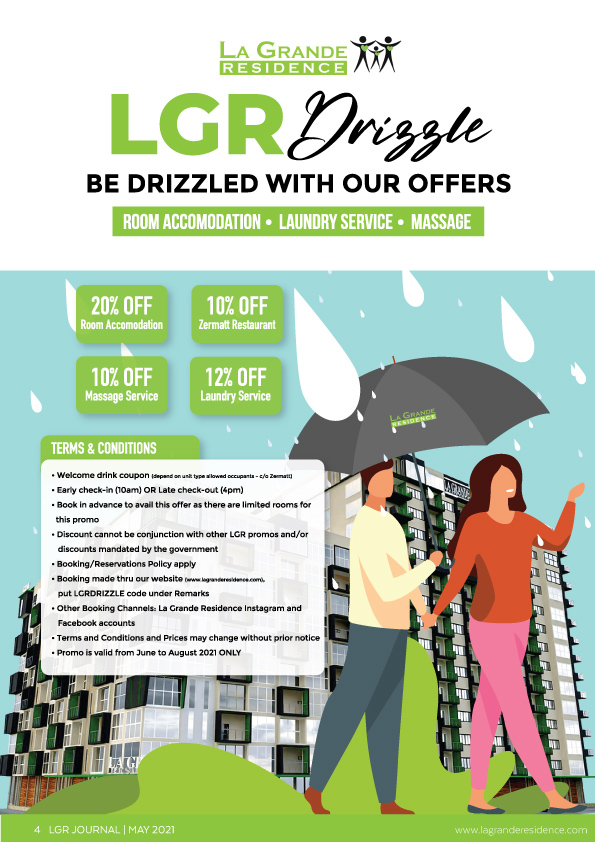 LA GRANDE
RESIDENCE
LGR Drizzle
BE DRIZZLED WITH OUR OFFERS
ROOM ACCOMODATION • LAUNDRY SERVICE • MASSAGE
20% OFF
Room Accomodation
10% OFF
Zermatt Restaurant
10% OFF
Massage Service
12% OFF
Laundry Service
LA GRANDE
RESIDENCE
TERMS & CONDITIONS
• Welcome drink coupon (depend on unit type allowed occupants - c/o Zermatt)
• Early check-in (10am) OR Late check-out (4pm)
• Book in advance to avail this offer as there are limited rooms for
this promo
• Discount cannot be conjunction with other LGR promos and/or
discounts mandated by the government
• Booking/Reservations Policy apply
• Booking made thru our website (www.lagranderesidence.com),
put LGRDRIZZLE code under Remarks
• Other Booking Channels: La Grande Residence Instagram and
Facebook accounts
• Terms and Conditions and Prices may change without prior notice
• Promo is valid from June to August 2021 ONLY
4 LGR JOURNAL | MAY 2021
www.lagranderesidence.com